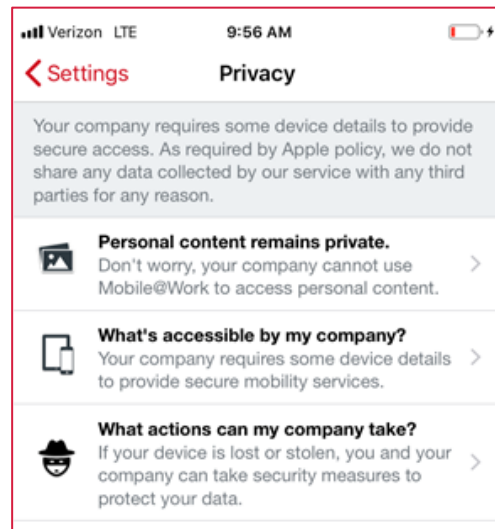 Verizon LTE 9:56 AM
Settings Privacy
Your company requires some device details to provide
secure access. As required by Apple policy, we do not
share any data collected by our service with any third
parties for any reason.
Personal content remains private.
Don't worry, your company cannot use
Mobile@Work to access personal content.
What's accessible by my company?
Your company requires some device details
to provide secure mobility services.
What actions can my company take?
If your device is lost or stolen, you and your
company can take security measures to
protect your data.